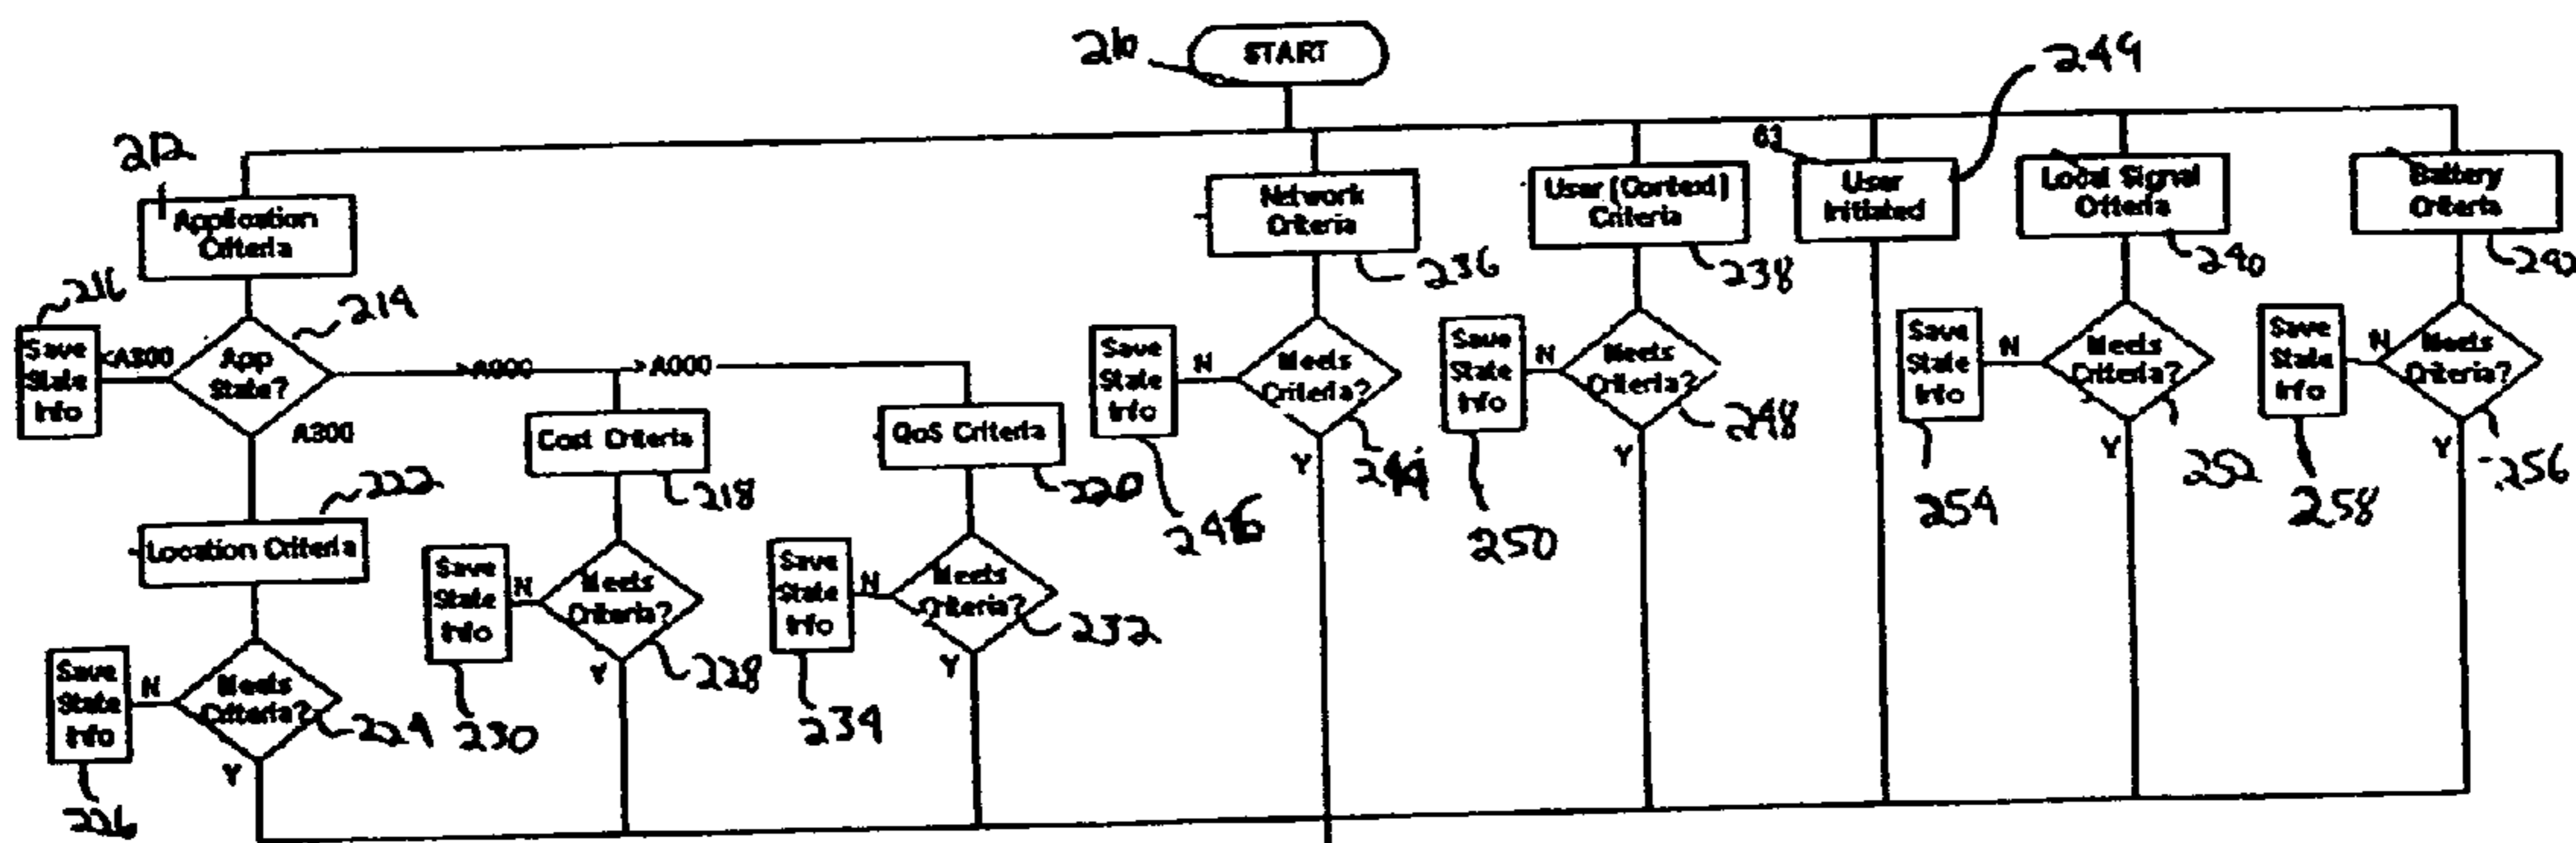 START
210
249
212
63
Application
Criteria
Network
Criteria
User (Context)
Criteria
User
Initiated
Local Signal
Criteria
Battery
Criteria
236
238
240
242
216
214
Save
State
Info
<A300
App
State?
>A000
>A000
A300
Save
State
Info
N
Meets
Criteria?
Y
244
246
Save
State
Info
N
Meets
Criteria?
Y
248
250
Save
State
Info
N
Meets
Criteria?
Y
252
254
Save
State
Info
N
Meets
Criteria?
Y
256
258
Cost Criteria
218
QoS Criteria
220
222
Location Criteria
Save
State
Info
N
Meets
Criteria?
Y
228
230
Save
State
Info
N
Meets
Criteria?
Y
232
234
Save
State
Info
N
Meets
Criteria?
Y
224
226